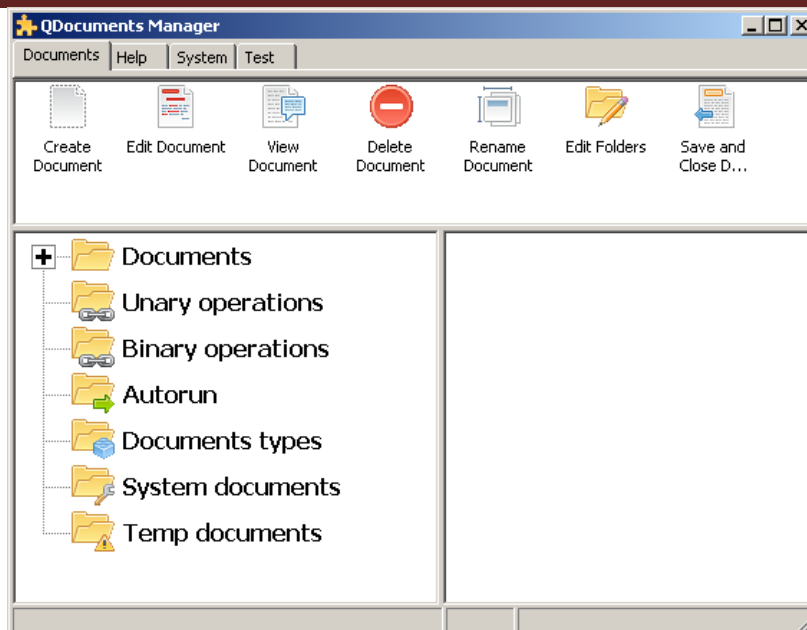 QDocuments Manager
Documents Help System Test
Create Document
Edit Document
View Document
Delete Document
Rename Document
Edit Folders
Save and Close D...
Documents
Unary operations
Binary operations
Autorun
Documents types
System documents
Temp documents